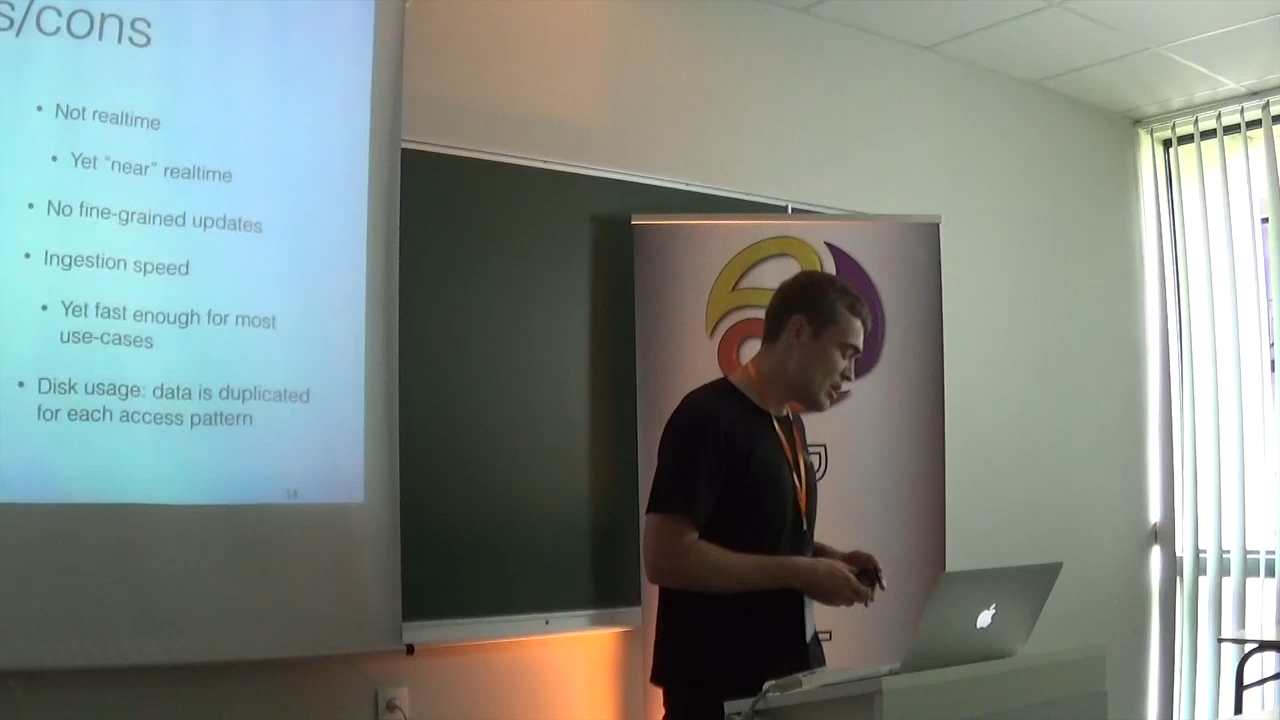 s/cons
• Not realtime
• Yet "near" realtime
• No fine-grained updates
• Ingestion speed
• Yet fast enough for most
use-cases
• Disk usage: data is duplicated
for each access pattern
14